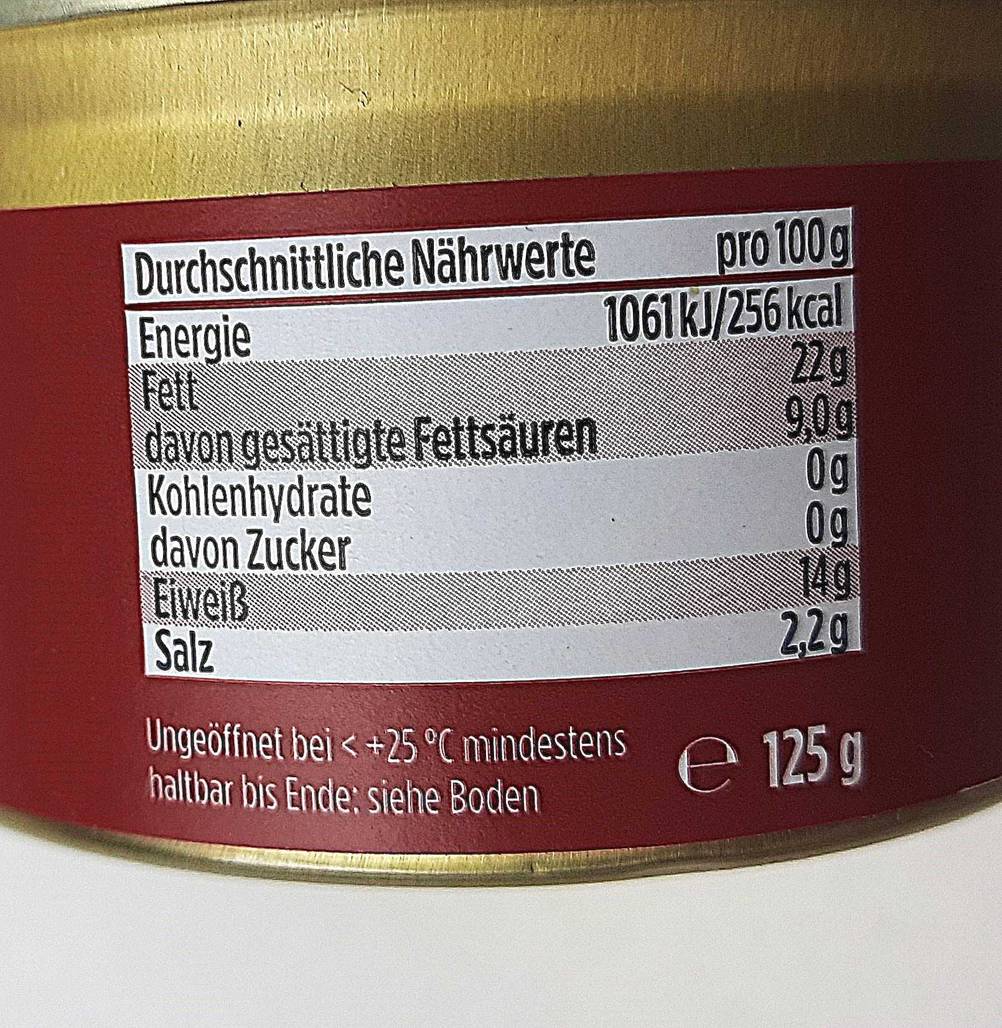 Durchschnittliche Nährwerte pro 100 g
Energie 1061 kJ/256 kcal
Fett 22 g
davon gesättigte Fettsäuren 9,0 g
Kohlenhydrate 0 g
davon Zucker 0 g
Eiweiß 14 g
Salz 2,2 g
Ungeöffnet bei < +25 °C mindestens
haltbar bis Ende: siehe Boden
℮ 125 g